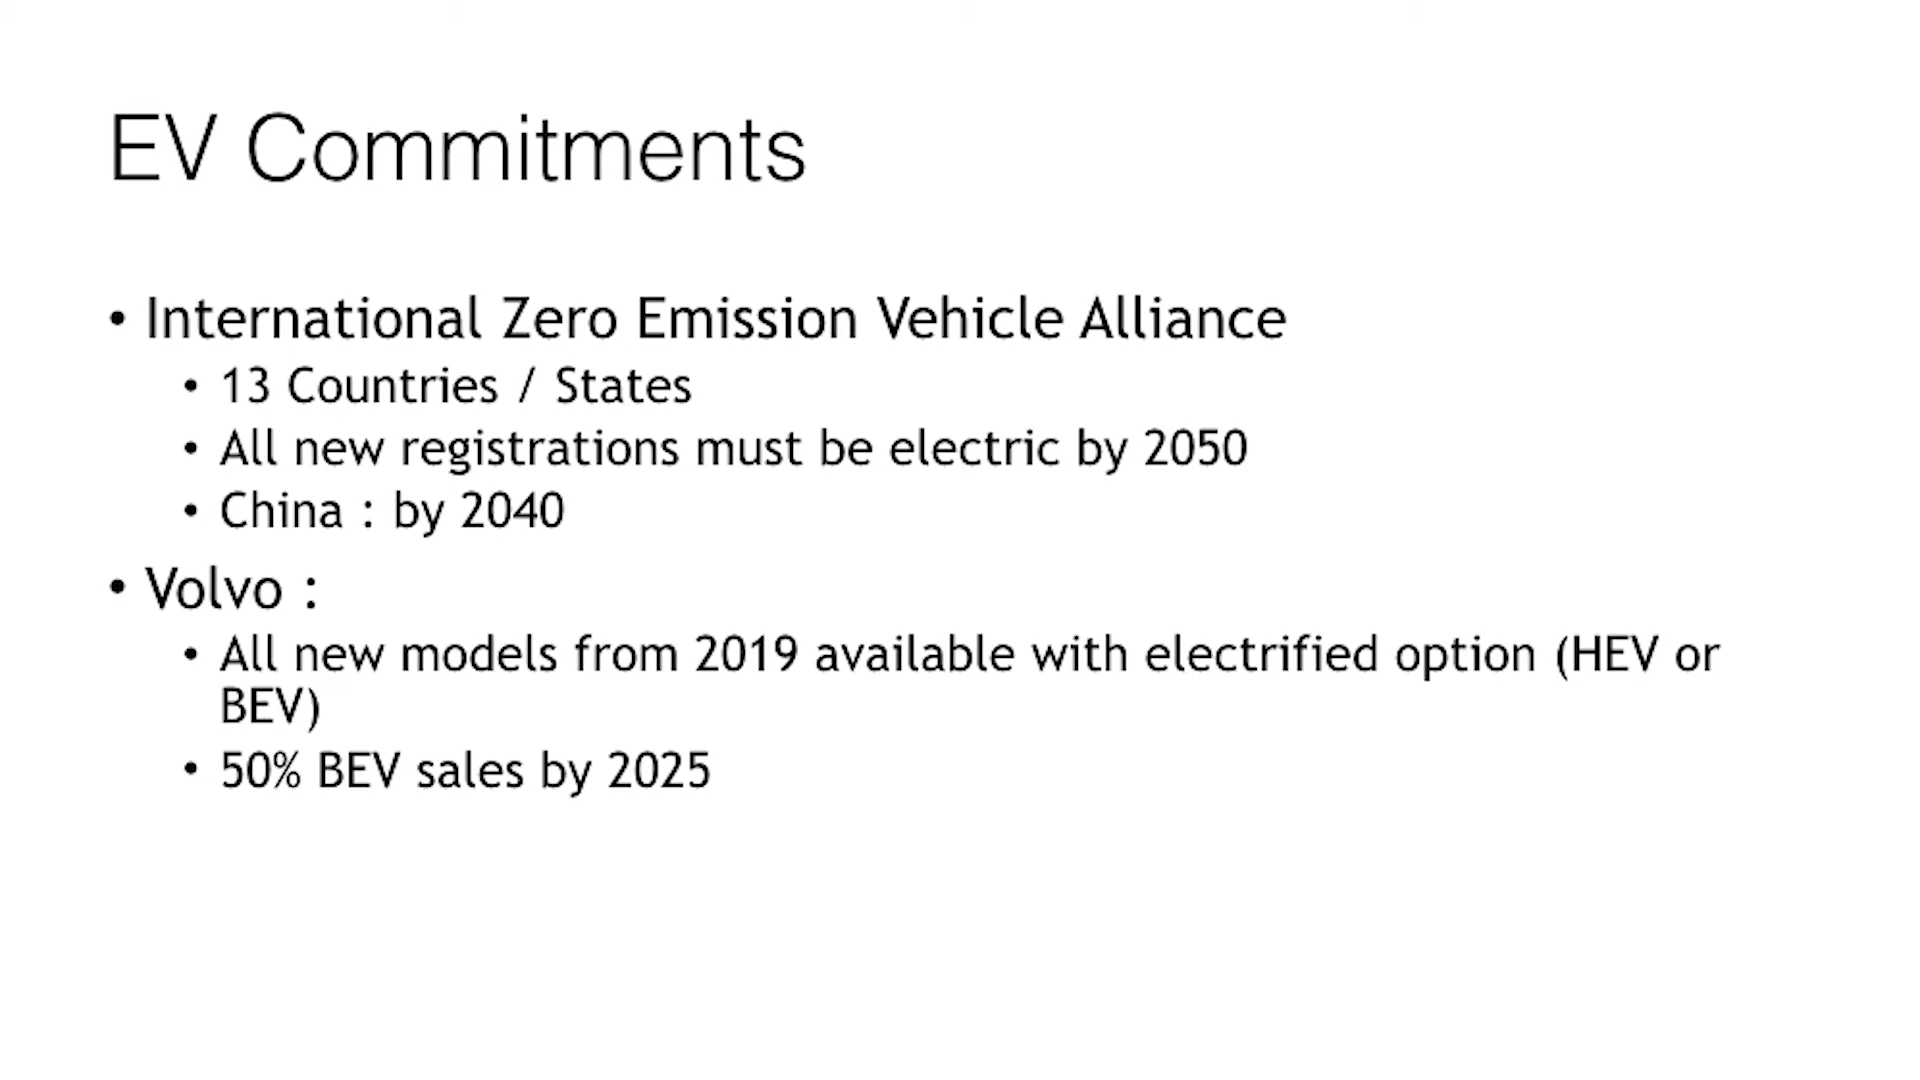 EV Commitments
• International Zero Emission Vehicle Alliance
• 13 Countries / States
• All new registrations must be electric by 2050
• China : by 2040
• Volvo :
• All new models from 2019 available with electrified option (HEV or
BEV)
• 50% BEV sales by 2025